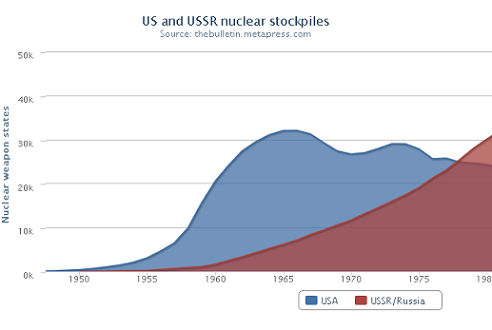 US and USSR nuclear stockpiles
Source: thebulletin.metapress.com
Nuclear weapon states
50k
40k
30k
20k
10k
0k
1950 1955 1960 1965 1970 1975 1980
USA USSR/Russia